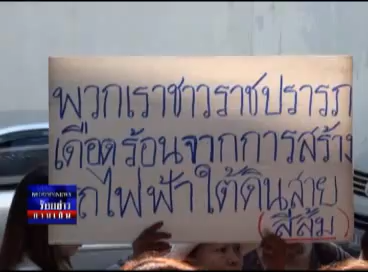 พวกเราชาวราชปรารภ
เดือดร้อนจากการสร้าง
รถไฟฟ้าใต้ดินสาย
(สีส้ม)